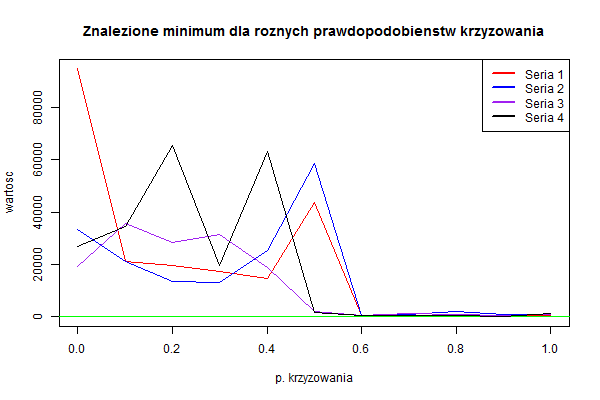 Znalezione minimum dla roznych prawdopodobienstw krzyzowania
Seria 1
Seria 2
Seria 3
Seria 4
wartosc
80000
60000
40000
20000
0
0.0 0.2 0.4 0.6 0.8 1.0
p. krzyzowania